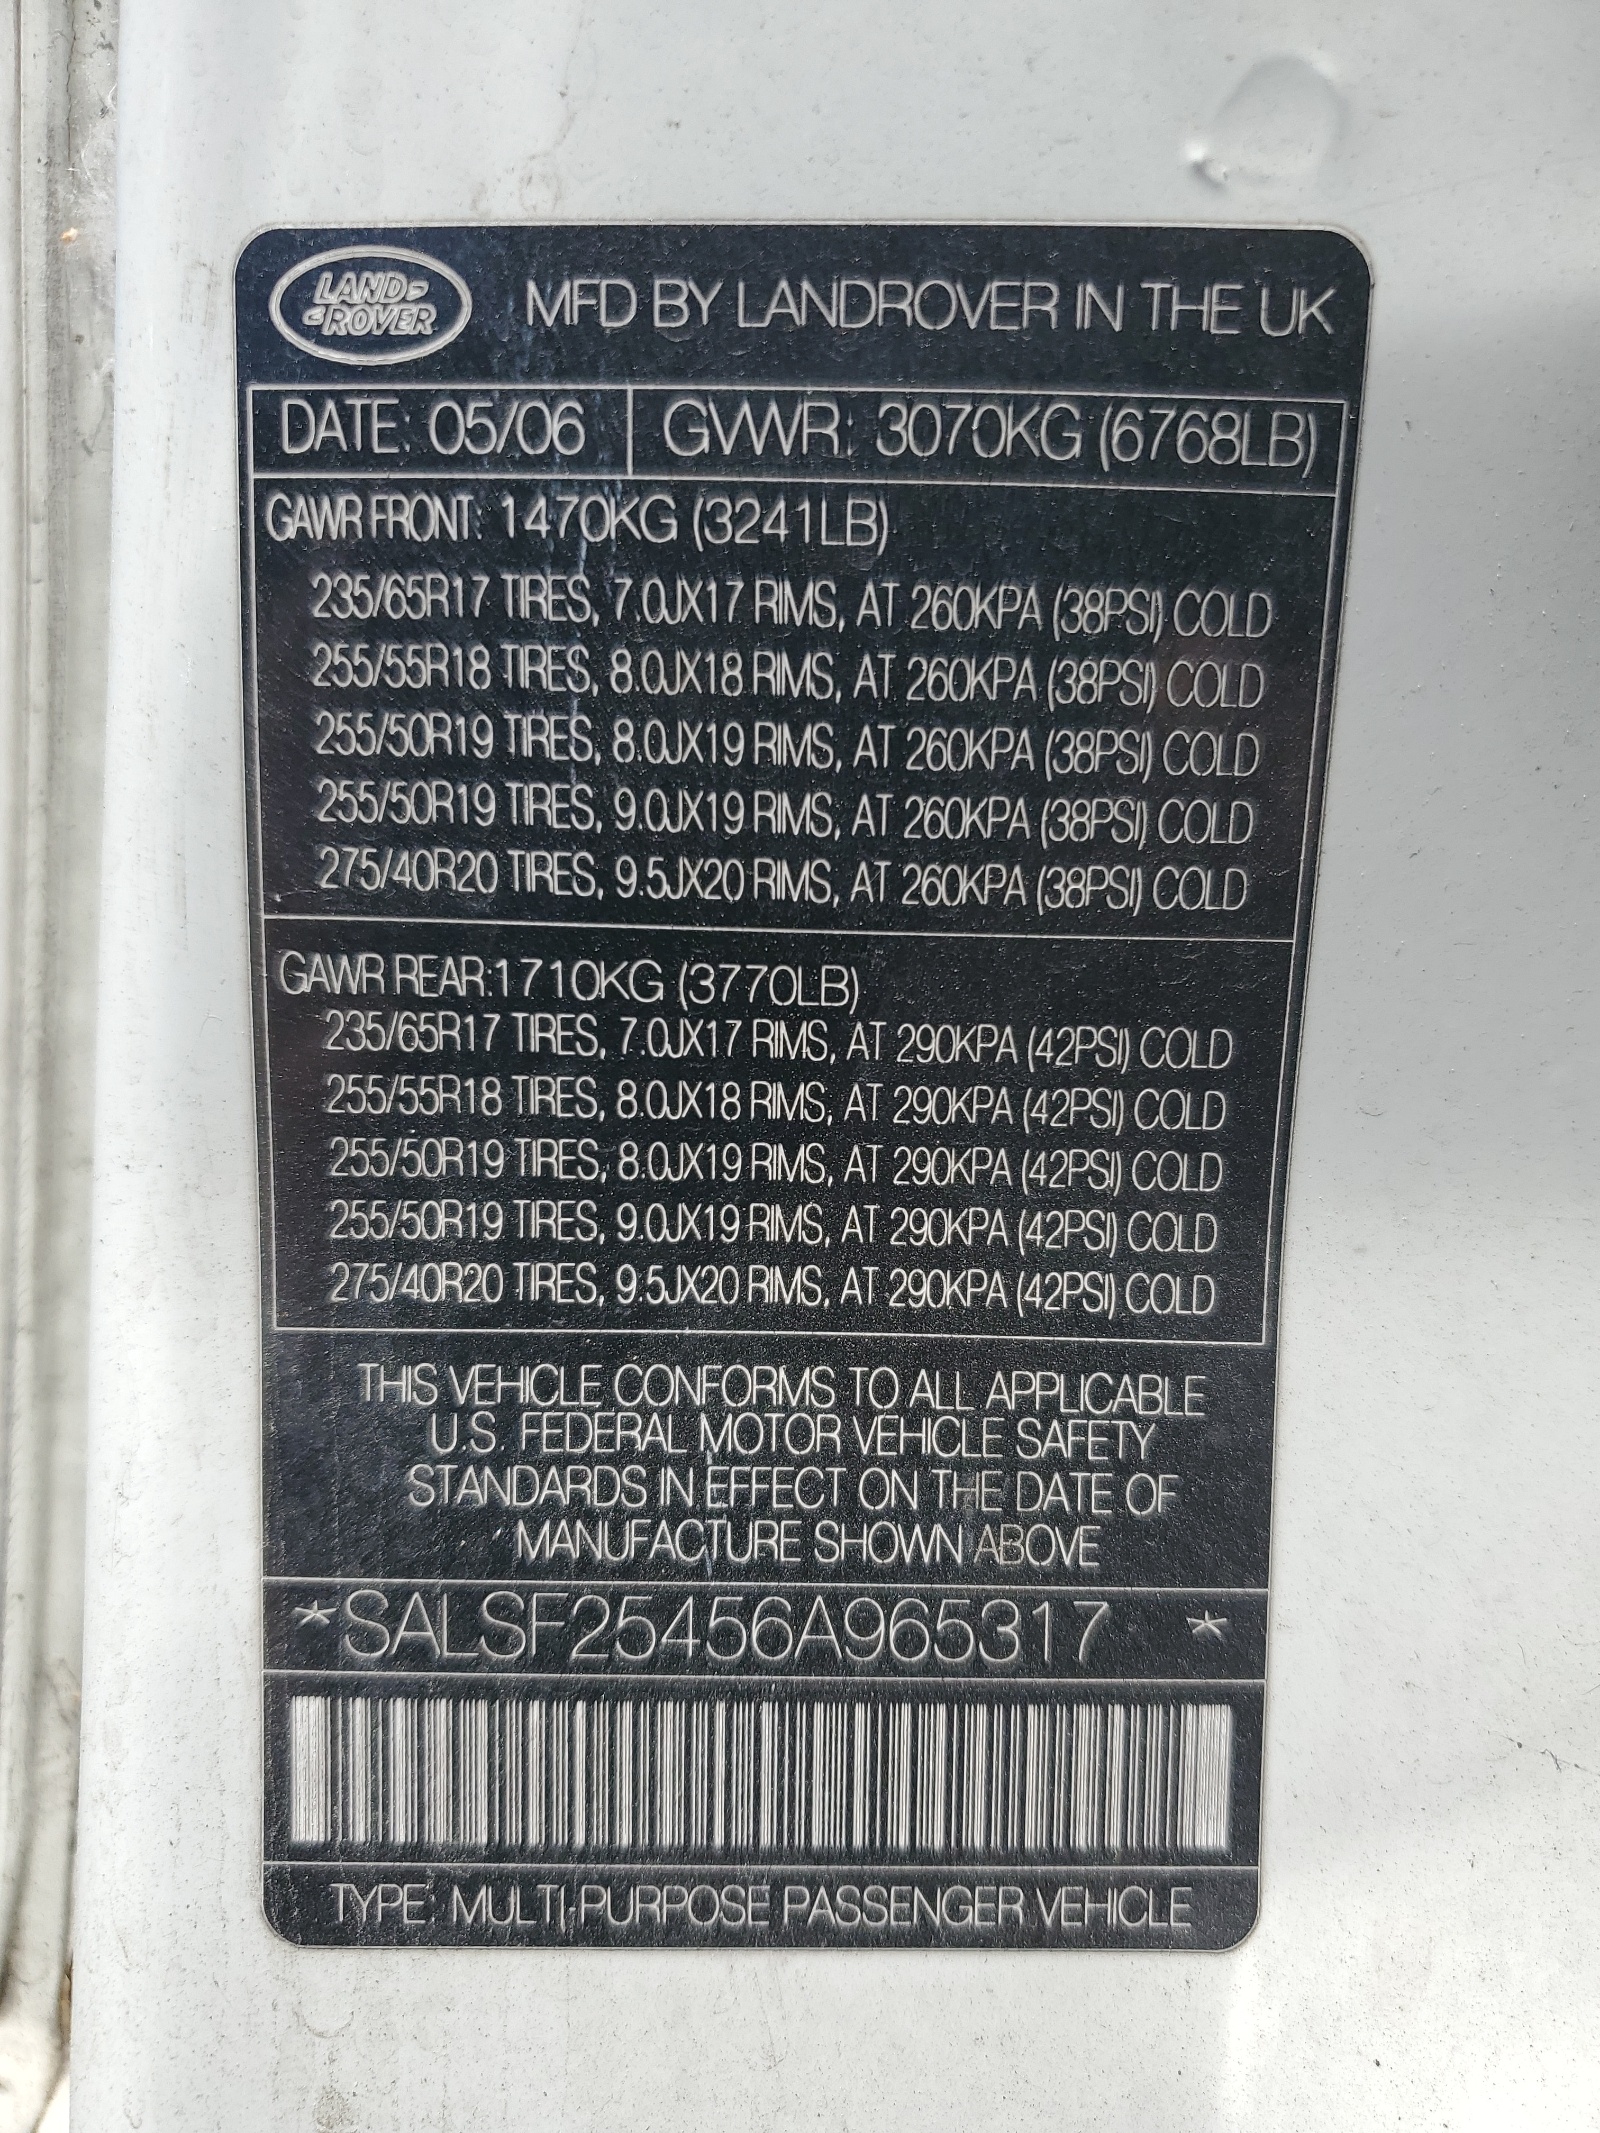 LAND-
-ROVER
MFD BY LANDROVER IN THE UK
DATE: 05/06 GVWR: 3070KG (6768LB)
GAWR FRONT: 1470KG (3241LB)
235/65R17 TIRES, 7.0JX17 RIMS, AT 260KPA (38PSI) COLD
255/55R18 TIRES, 8.0JX18 RIMS, AT 260KPA (38PSI) COLD
255/50R19 TIRES, 8.0JX19 RIMS, AT 260KPA (38PSI) COLD
255/50R19 TIRES, 9.0JX19 RIMS, AT 260KPA (38PSI) COLD
275/40R20 TIRES, 9.5JX20 RIMS, AT 260KPA (38PSI) COLD
GAWR REAR:1710KG (3770LB)
235/65R17 TIRES, 7.0JX17 RIMS, AT 290KPA (42PSI) COLD
255/55R18 TIRES, 8.0JX18 RIMS, AT 290KPA (42PSI) COLD
255/50R19 TIRES, 8.0JX19 RIMS, AT 290KPA (42PSI) COLD
255/50R19 TIRES, 9.0JX19 RIMS, AT 290KPA (42PSI) COLD
275/40R20 TIRES, 9.5JX20 RIMS, AT 290KPA (42PSI) COLD
THIS VEHICLE CONFORMS TO ALL APPLICABLE
U.S. FEDERAL MOTOR VEHICLE SAFETY
STANDARDS IN EFFECT ON THE DATE OF
MANUFACTURE SHOWN ABOVE
*SALSF25456A965317 *
TYPE: MULTI-PURPOSE PASSENGER VEHICLE